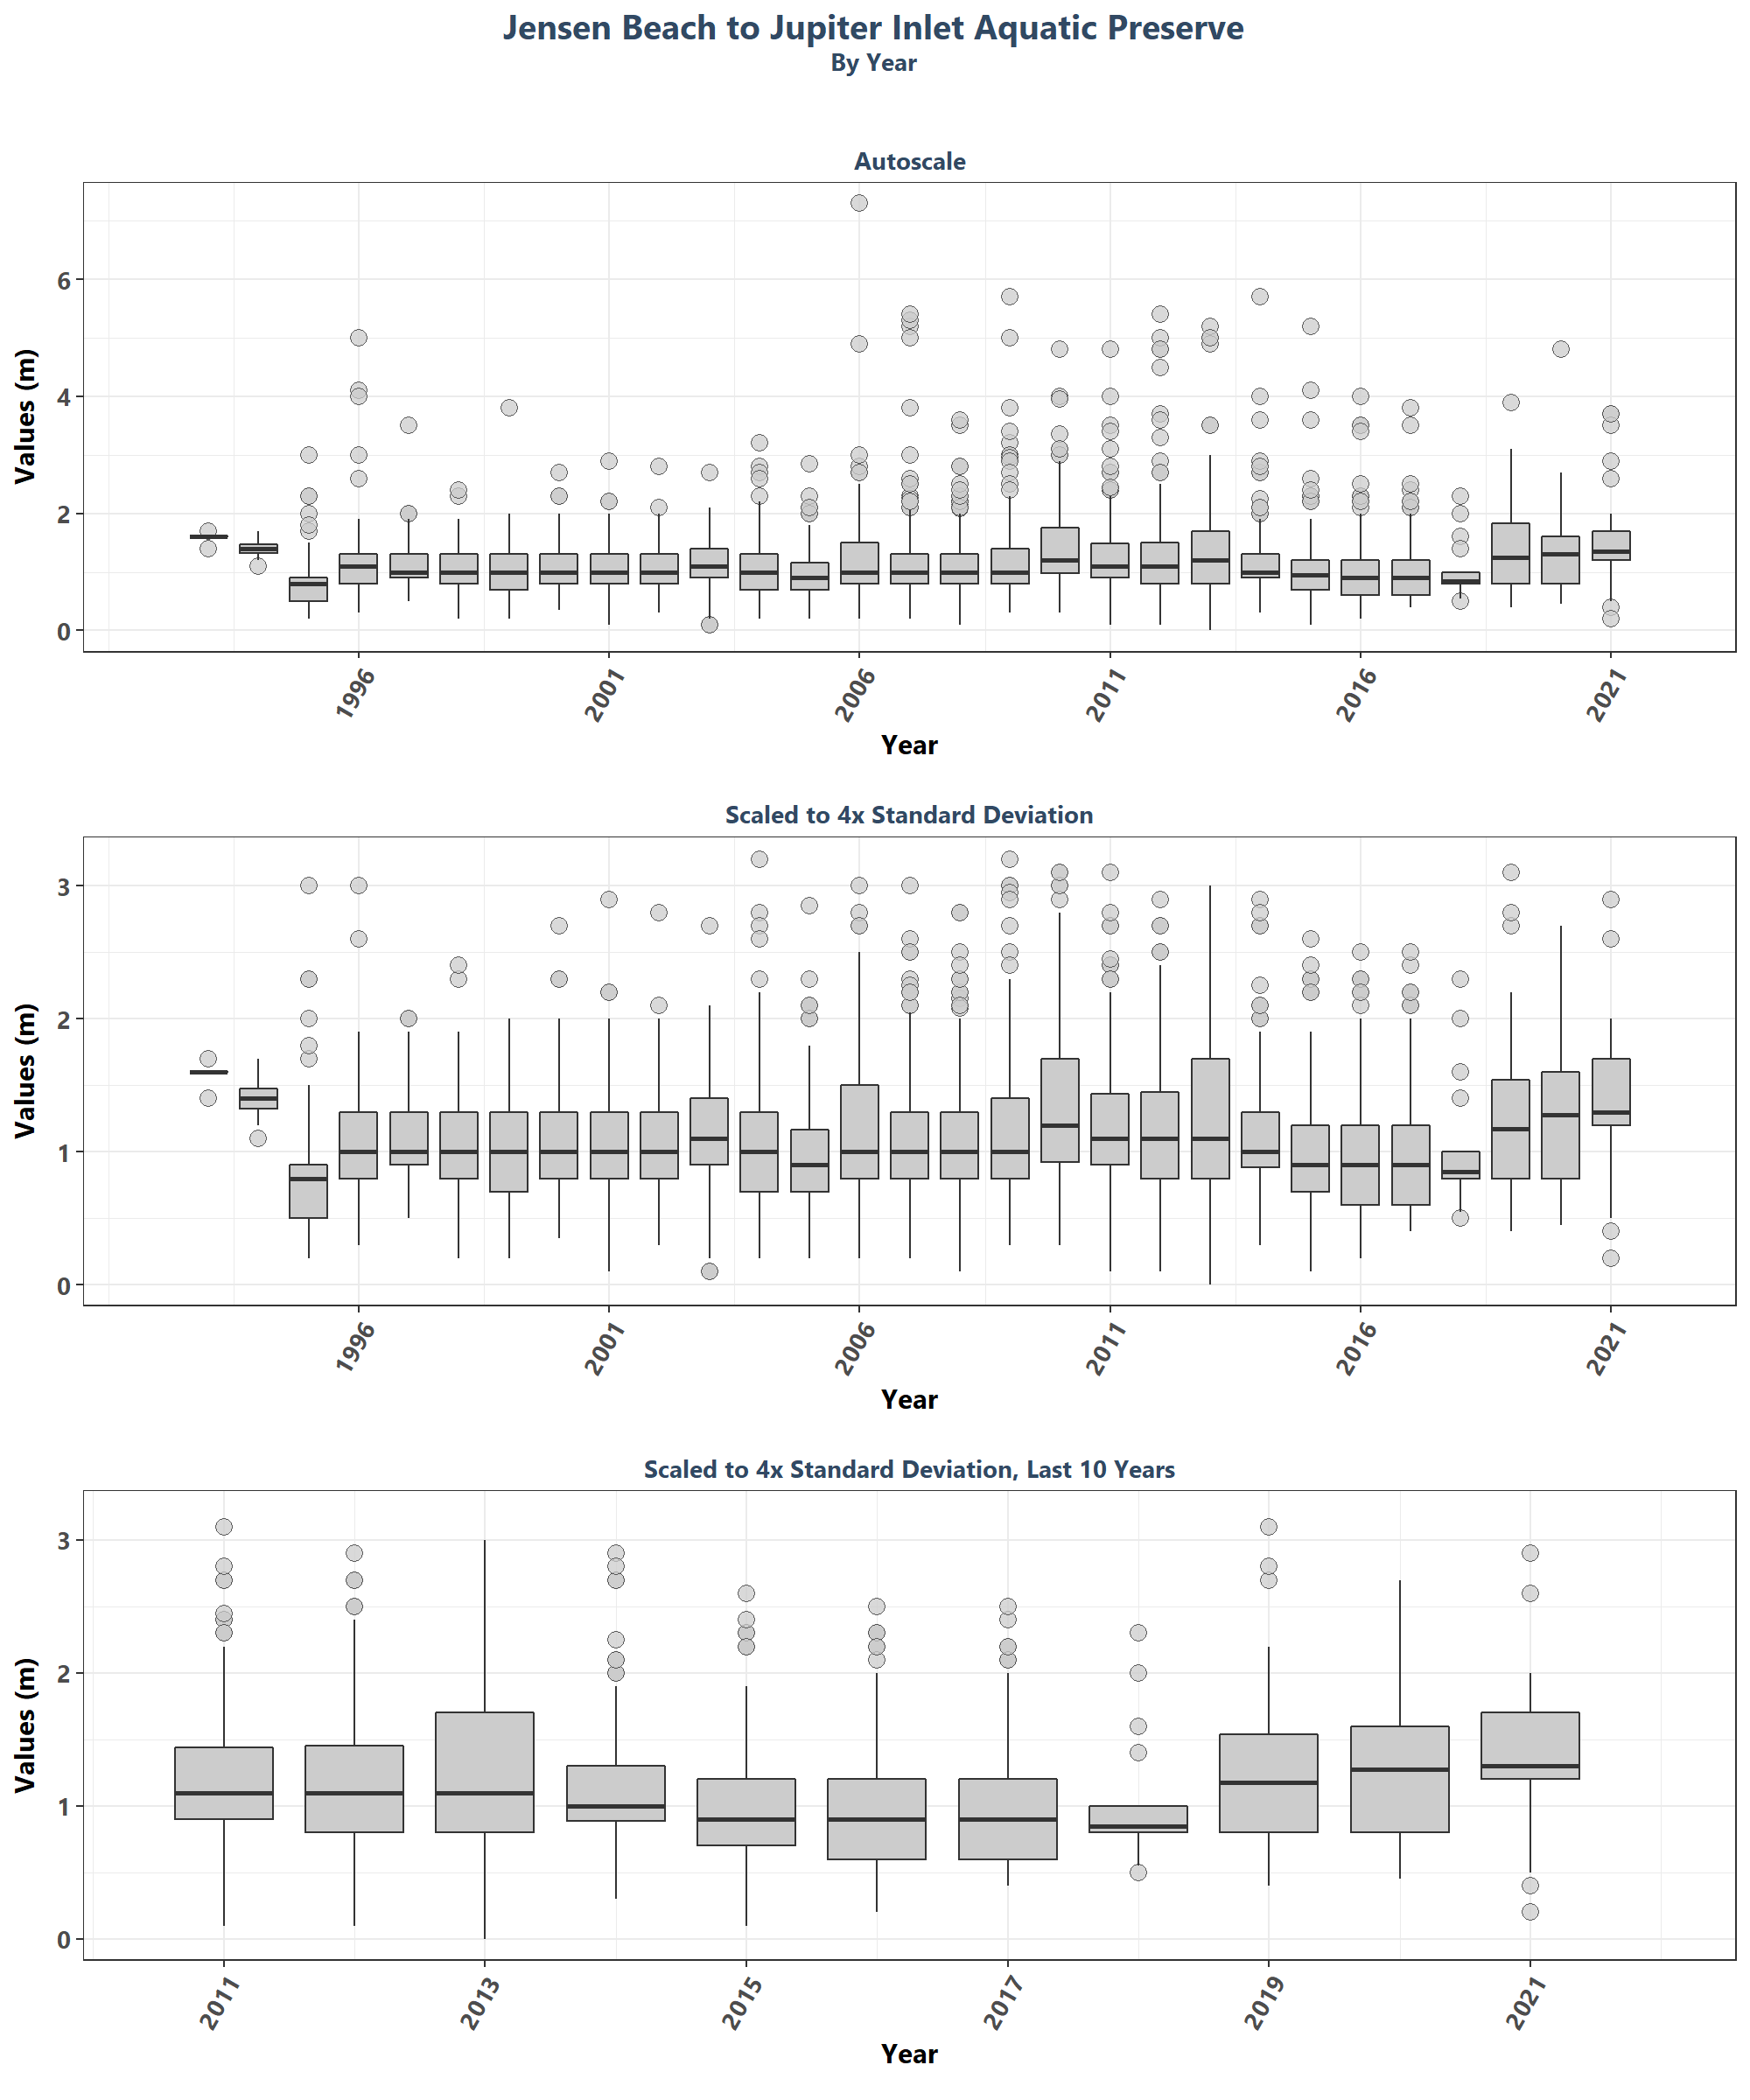 Jensen Beach to Jupiter Inlet Aquatic Preserve
By Year
Autoscale
Values (m)
6
4
2
0
1996
2001
2006
2011
2016
2021
Year
Scaled to 4x Standard Deviation
Values (m)
3
2
1
0
1996
2001
2006
2011
2016
2021
Year
Scaled to 4x Standard Deviation, Last 10 Years
Values (m)
3
2
1
0
2011
2013
2015
2017
2019
2021
Year